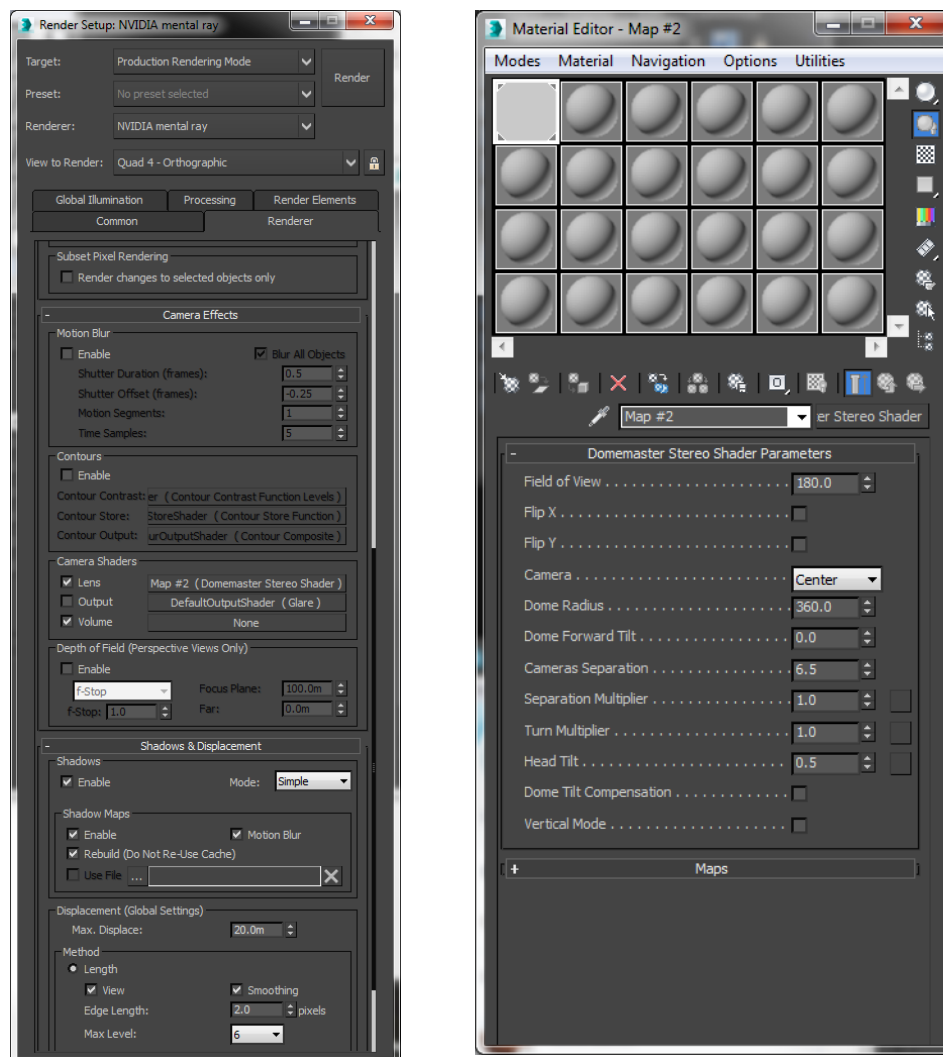 Render Setup: NVIDIA mental ray
Target: Production Rendering Mode
Render
Preset: No preset selected
Renderer: NVIDIA mental ray
View to Render: Quad 4 - Orthographic
Global Illumination Processing Render Elements
Common Renderer
Subset Pixel Rendering
Render changes to selected objects only
- Camera Effects
Motion Blur
Enable Blur All Objects
Shutter Duration (frames): 0.5
Shutter Offset (frames): -0.25
Motion Segments: 1
Time Samples: 5
Contours
Enable
Contour Contrast: er ( Contour Contrast Function Levels )
Contour Store: StoreShader ( Contour Store Function )
Contour Output: urOutputShader ( Contour Composite )
Camera Shaders
Lens Map #2 ( Domemaster Stereo Shader )
Output DefaultOutputShader ( Glare )
Volume None
Depth of Field (Perspective Views Only)
Enable
f-Stop Focus Plane: 100.0m
f-Stop: 1.0 Far: 0.0m
- Shadows & Displacement
Shadows
Enable Mode: Simple
Shadow Maps
Enable Motion Blur
Rebuild (Do Not Re-Use Cache)
Use File ...
Displacement (Global Settings)
Max. Displace: 20.0m
Method
Length
View Smoothing
Edge Length: 2.0 pixels
Max Level: 6
Material Editor - Map #2
Modes Material Navigation Options Utilities
Map #2 er Stereo Shader
- Domemaster Stereo Shader Parameters
Field of View . . . . . . . . . . . . . . . . . . . . . . 180.0
Flip X . . . . . . . . . . . . . . . . . . . . . . . . . . .
Flip Y . . . . . . . . . . . . . . . . . . . . . . . . . . .
Camera . . . . . . . . . . . . . . . . . . . . . . . . . Center
Dome Radius . . . . . . . . . . . . . . . . . . . . . 360.0
Dome Forward Tilt . . . . . . . . . . . . . . . . . 0.0
Cameras Separation . . . . . . . . . . . . . . . . 6.5
Separation Multiplier . . . . . . . . . . . . . . . . 1.0
Turn Multiplier . . . . . . . . . . . . . . . . . . . . 1.0
Head Tilt . . . . . . . . . . . . . . . . . . . . . . . . 0.5
Dome Tilt Compensation . . . . . . . . . . . . .
Vertical Mode . . . . . . . . . . . . . . . . . . . . .
+ Maps